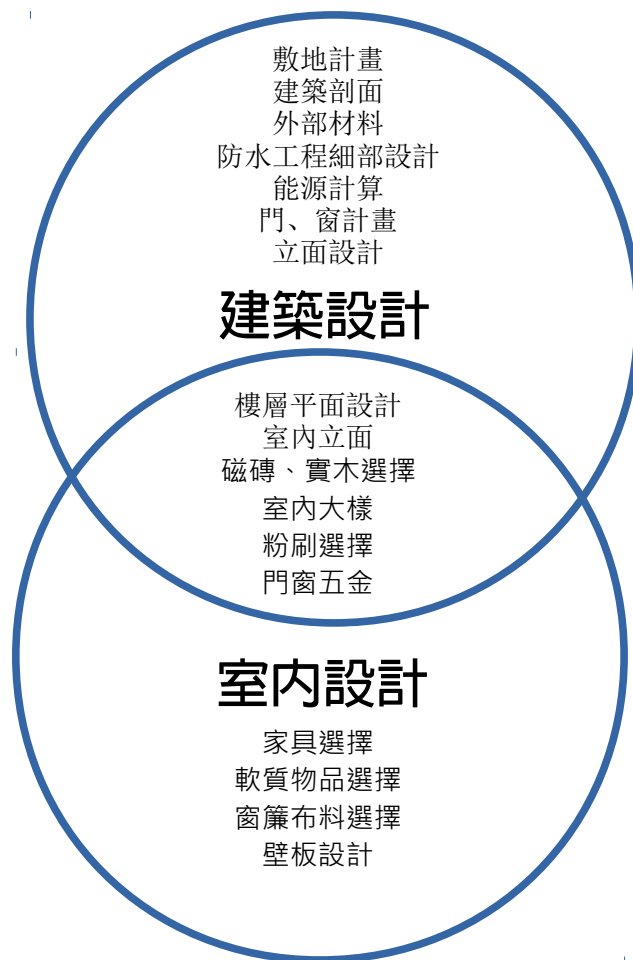 敷地計畫
建築剖面
外部材料
防水工程細部設計
能源計算
門、窗計畫
立面設計
建築設計
樓層平面設計
室內立面
磁磚、實木選擇
室內大樣
粉刷選擇
門窗五金
室內設計
家具選擇
軟質物品選擇
窗簾布料選擇
壁板設計